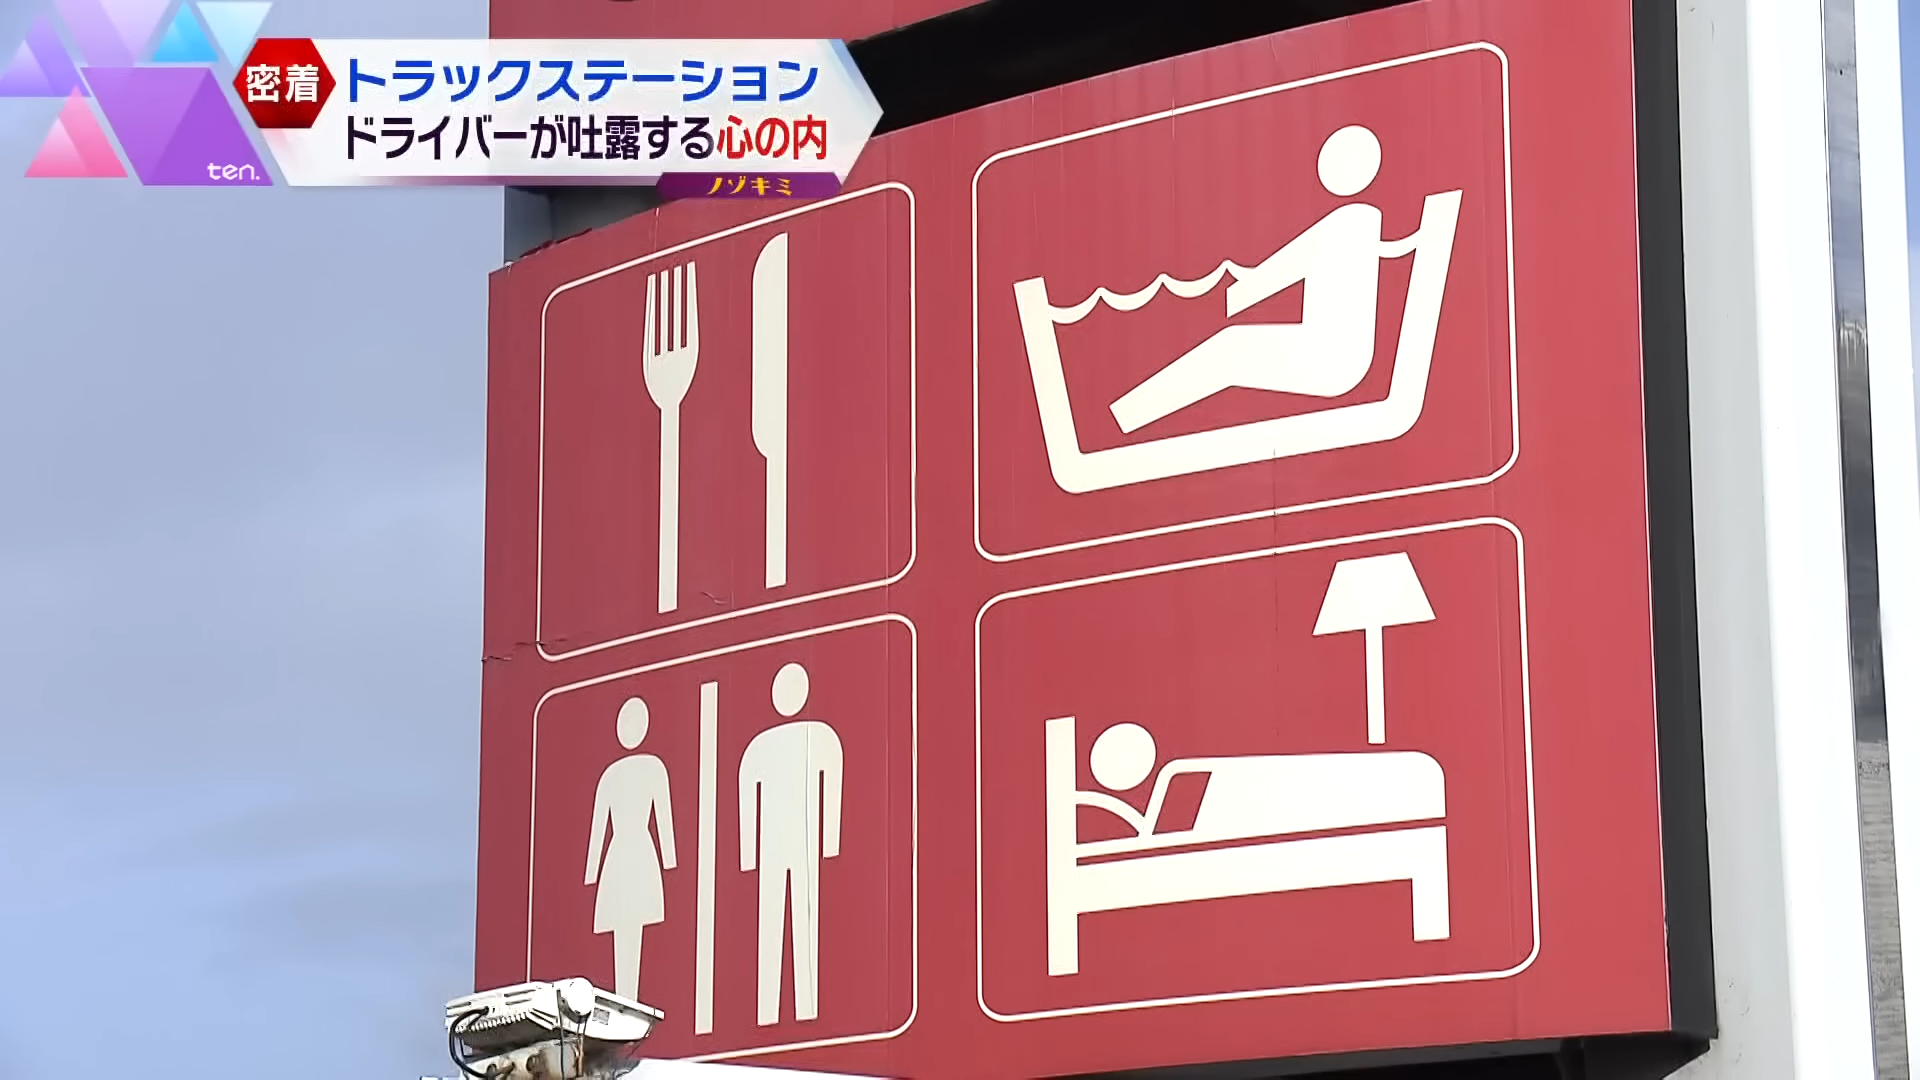 密着
トラックステーション
ドライバーが吐露する心の内
ten.
ノゾキミ